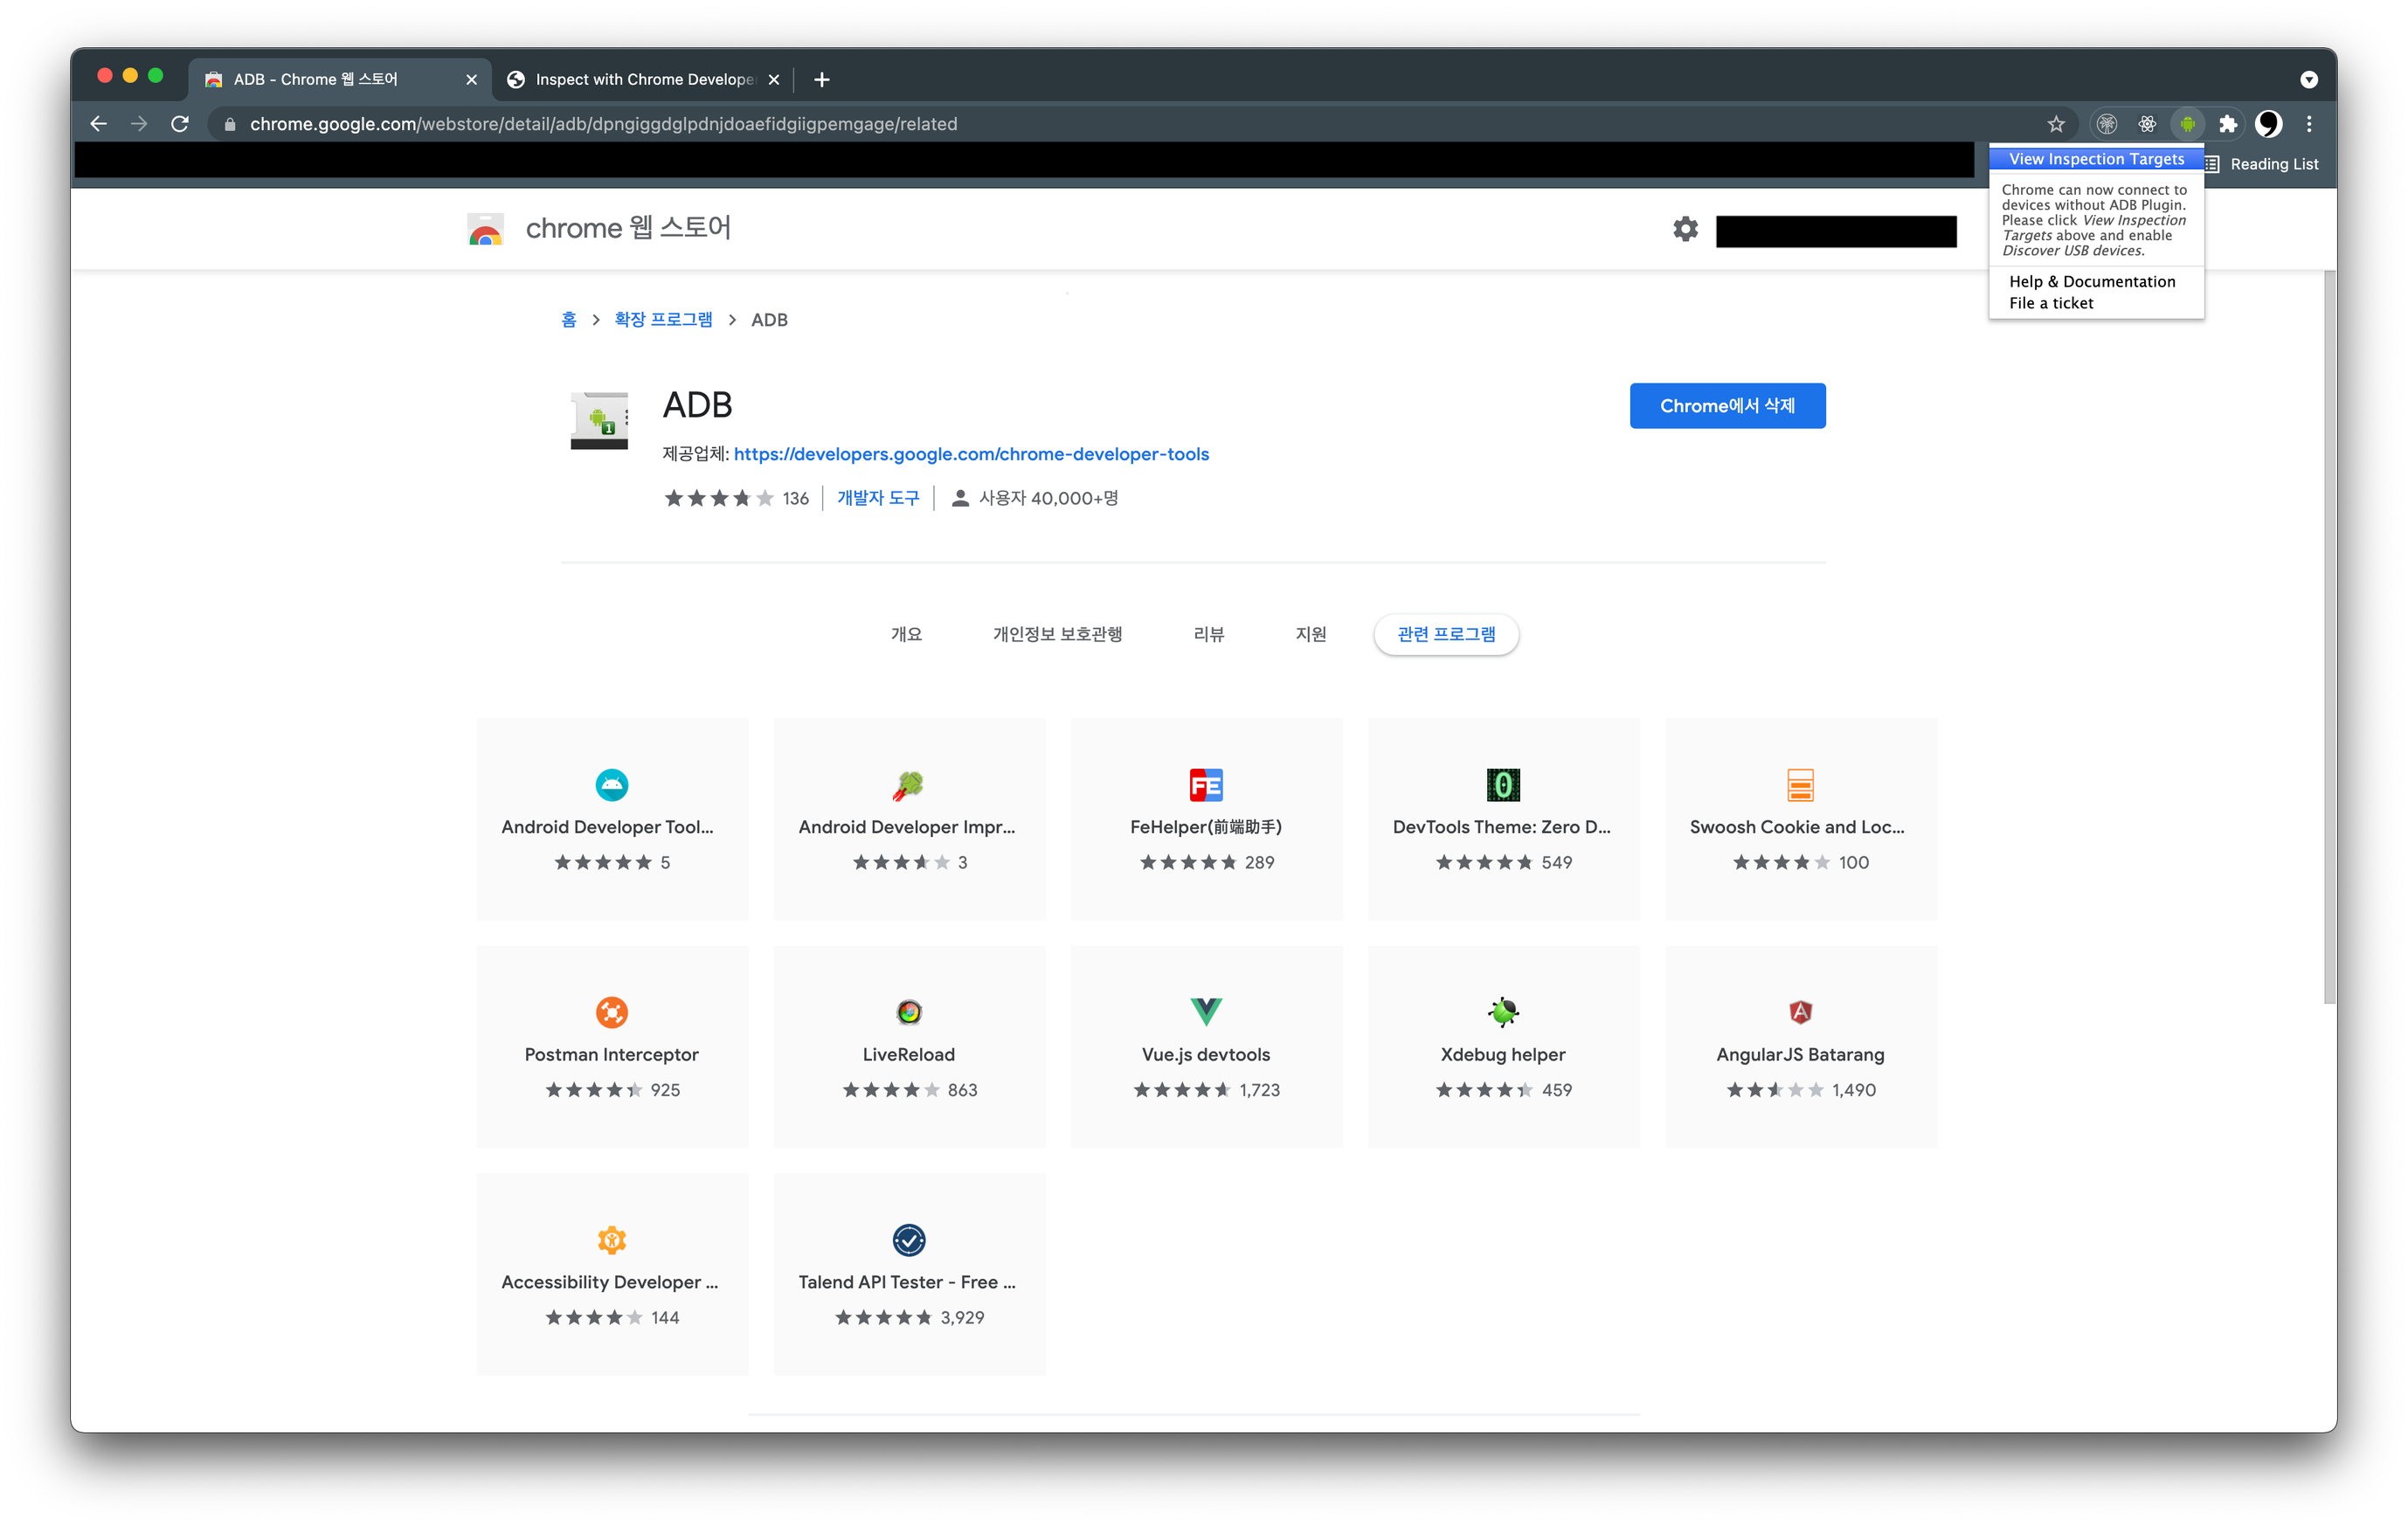 ADB - Chrome 웹 스토어
Inspect with Chrome Develope
chrome.google.com/webstore/detail/adb/dpngiggdglpdnjdoaefidgiigpemgage/related
View Inspection Targets
Reading List
Chrome can now connect to
devices without ADB Plugin.
Please click View Inspection
Targets above and enable
Discover USB devices.
Help & Documentation
File a ticket
chrome 웹 스토어
홈 > 확장 프로그램 > ADB
1
ADB
Chrome에서 삭제
제공업체: https://developers.google.com/chrome-developer-tools
136 개발자 도구 사용자 40,000+명
개요 개인정보 보호관행 리뷰 지원 관련 프로그램
FE 0
Android Developer Tool... Android Developer Impr... FeHelper(前端助手) DevTools Theme: Zero D... Swoosh Cookie and Loc...
5 3 289 549 100
A
Postman Interceptor LiveReload Vue.js devtools Xdebug helper AngularJS Batarang
925 863 1,723 459 1,490
Accessibility Developer ... Talend API Tester - Free ...
144 3,929